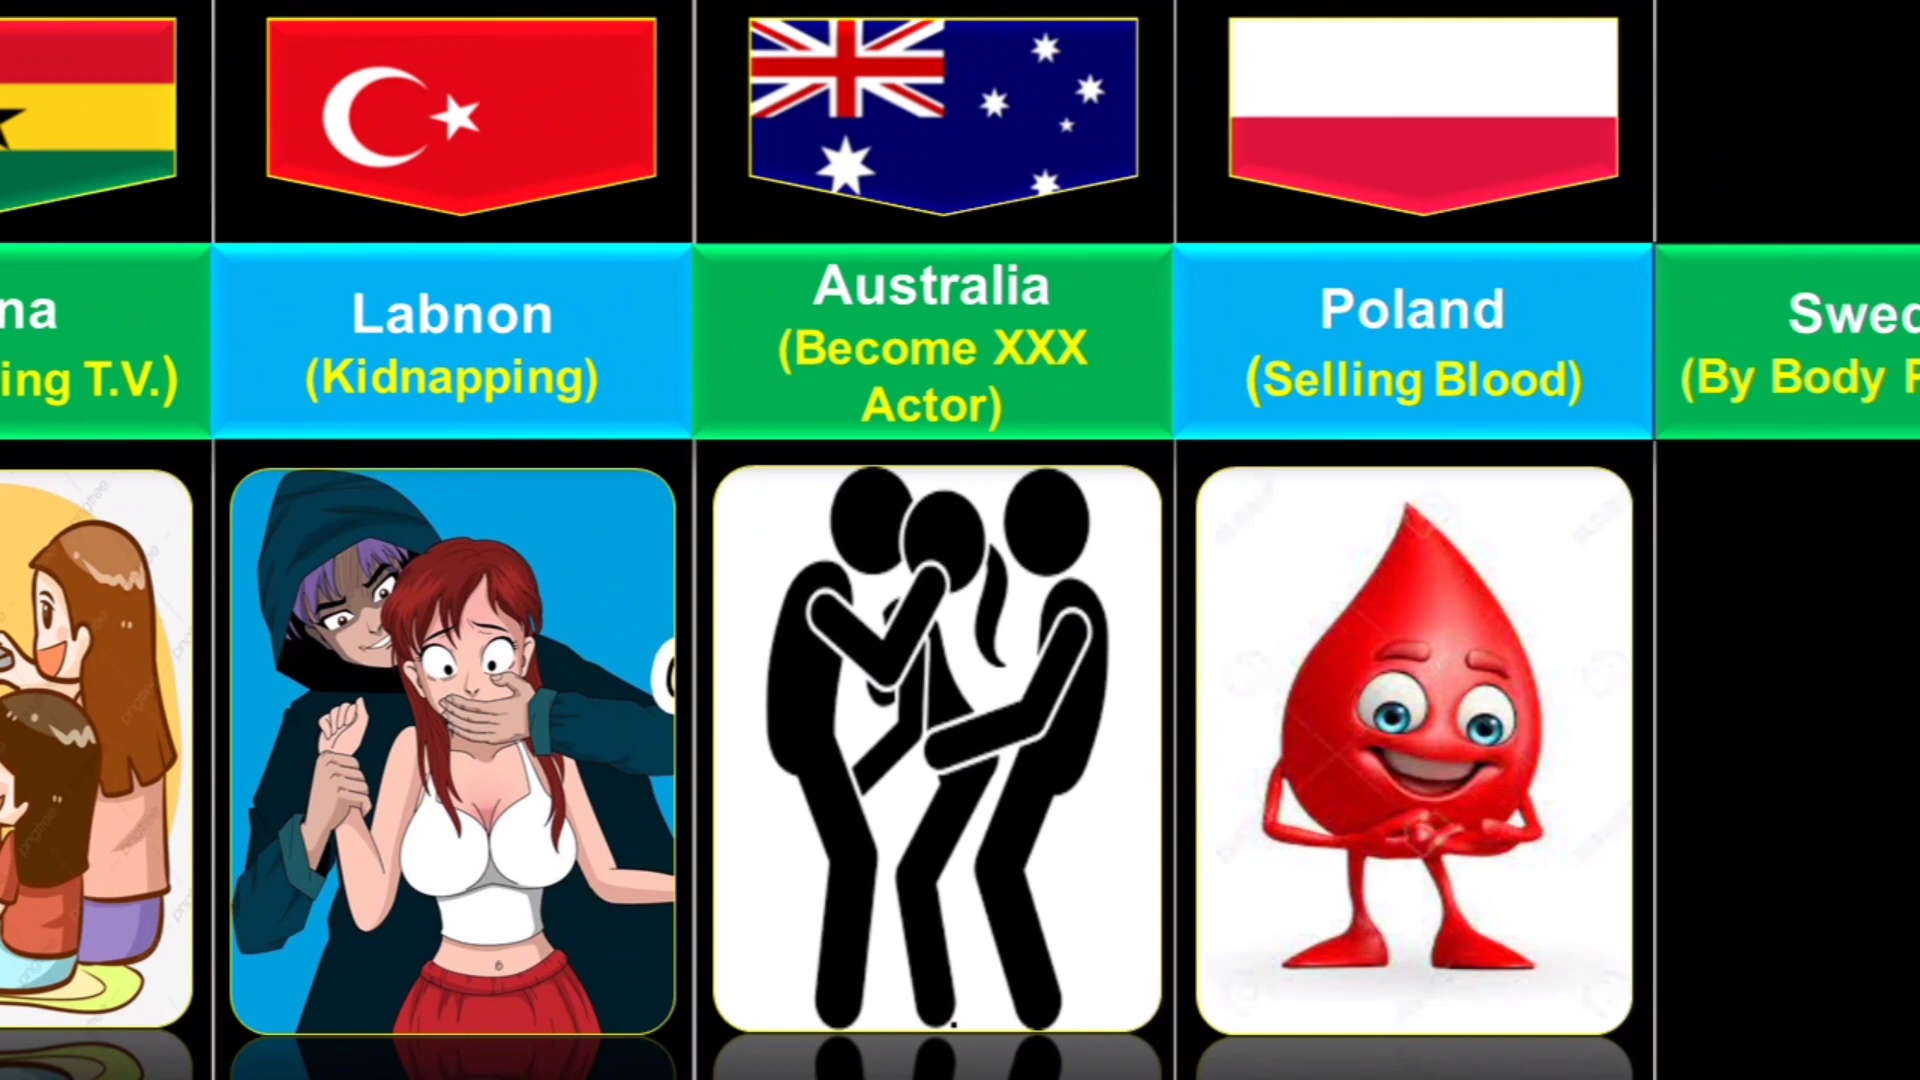 na
ing T.V.)
Labnon
(Kidnapping)
Australia
(Become XXX
Actor)
Poland
(Selling Blood)
Swed
(By Body